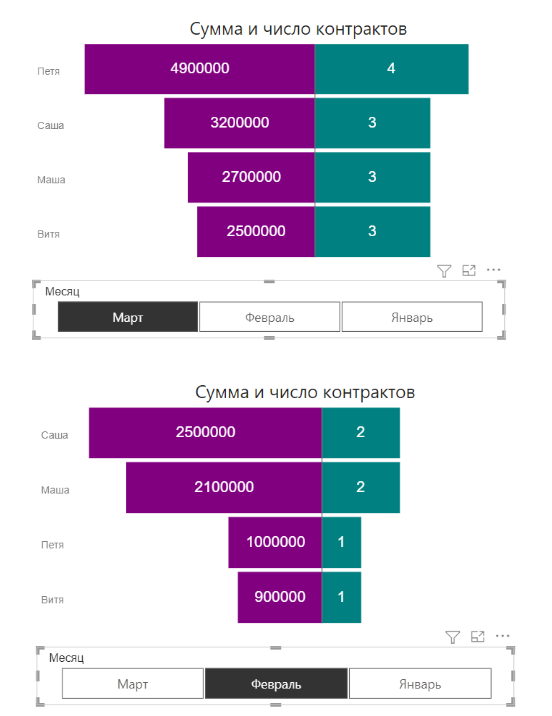 Сумма и число контрактов
Петя 4900000 4
Саша 3200000 3
Маша 2700000 3
Витя 2500000 3
Месяц
Март Февраль Январь
Сумма и число контрактов
Саша 2500000 2
Маша 2100000 2
Петя 1000000 1
Витя 900000 1
Месяц
Март Февраль Январь